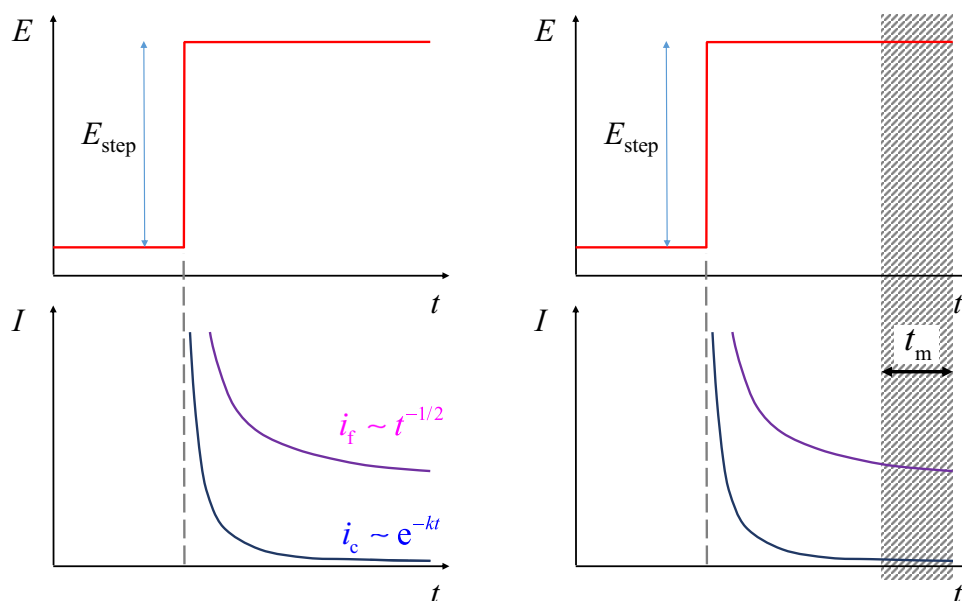 E
E_step
t
I
i_f ~ t^{-1/2}
i_c ~ e^{-kt}
t
E
E_step
t
I
t_m
t